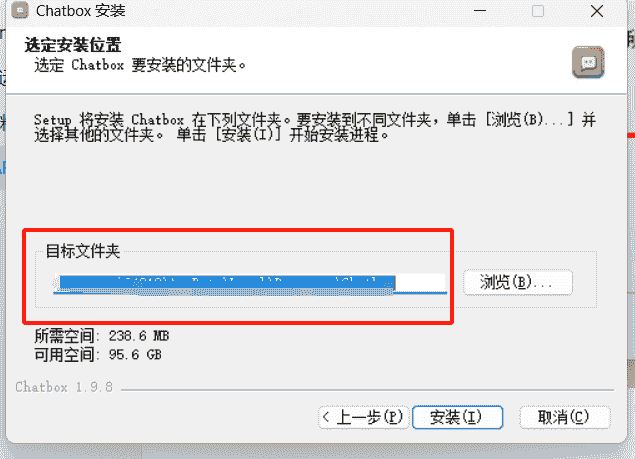 Chatbox 安装
选定安装位置
选定 Chatbox 要安装的文件夹。
Setup 将安装 Chatbox 在下列文件夹。要安装到不同文件夹，单击 [浏览(B)...] 并
选择其他的文件夹。 单击 [安装(I)] 开始安装进程。
目标文件夹
浏览(B)...
所需空间: 238.6 MB
可用空间: 95.6 GB
Chatbox 1.9.8
< 上一步(P)
安装(I)
取消(C)